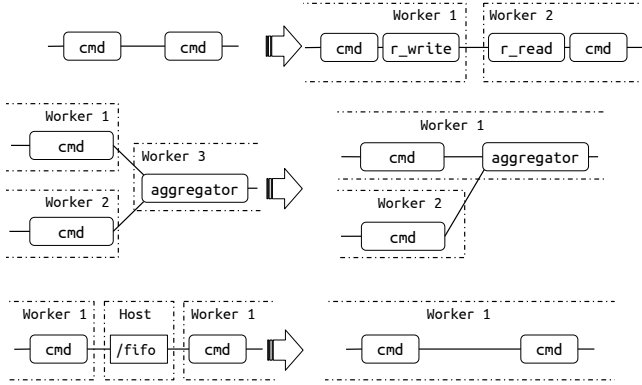 Worker 1 Worker 2
cmd cmd cmd r_write r_read cmd
Worker 1
cmd
Worker 3
aggregator
Worker 2
cmd
Worker 1
cmd aggregator
Worker 2
cmd
Worker 1 Host Worker 1
cmd /fifo cmd
Worker 1
cmd cmd